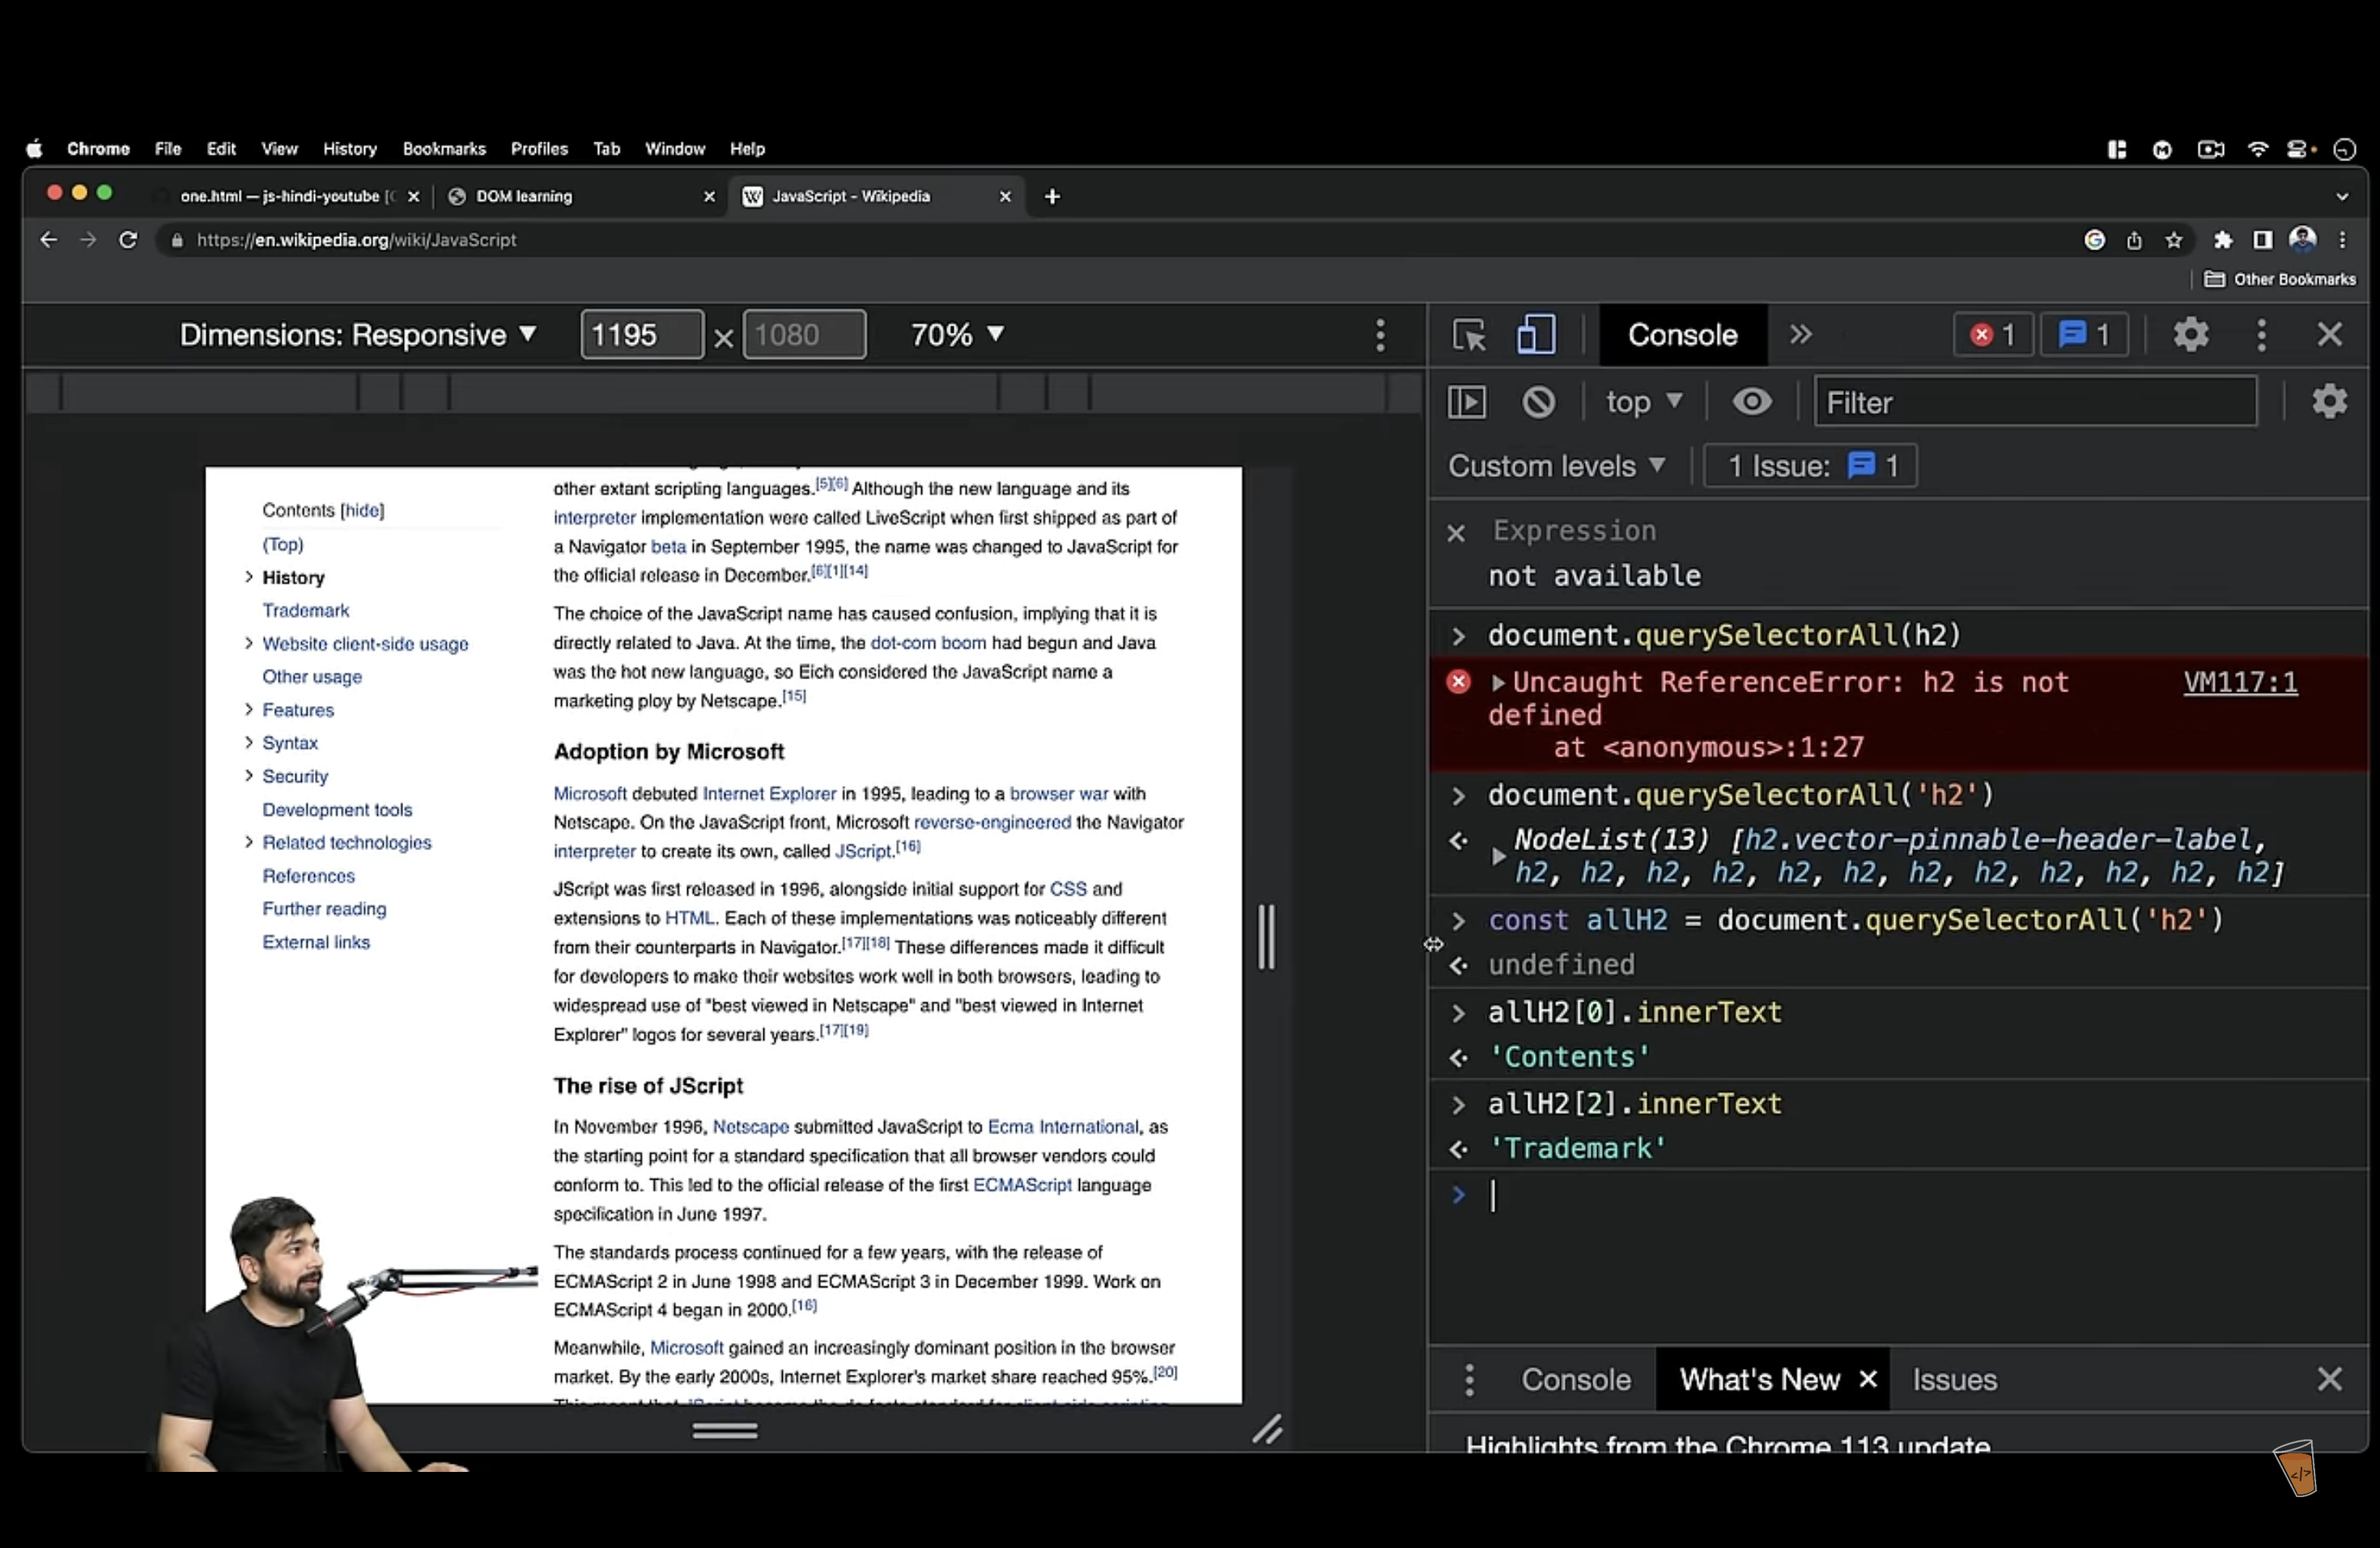 Chrome File Edit View History Bookmarks Profiles Tab Window Help
one.html — js-hindi-youtube [
DOM learning
JavaScript - Wikipedia
https://en.wikipedia.org/wiki/JavaScript
Other Bookmarks
Dimensions: Responsive 1195 × 1080 70%
Contents [hide]
(Top)
History
Trademark
Website client-side usage
Other usage
Features
Syntax
Security
Development tools
Related technologies
References
Further reading
External links
other extant scripting languages.[5][6] Although the new language and its
interpreter implementation were called LiveScript when first shipped as part of
a Navigator beta in September 1995, the name was changed to JavaScript for
the official release in December.[6][1][14]
The choice of the JavaScript name has caused confusion, implying that it is
directly related to Java. At the time, the dot-com boom had begun and Java
was the hot new language, so Eich considered the JavaScript name a
marketing ploy by Netscape.[15]
Adoption by Microsoft
Microsoft debuted Internet Explorer in 1995, leading to a browser war with
Netscape. On the JavaScript front, Microsoft reverse-engineered the Navigator
interpreter to create its own, called JScript.[16]
JScript was first released in 1996, alongside initial support for CSS and
extensions to HTML. Each of these implementations was noticeably different
from their counterparts in Navigator.[17][18] These differences made it difficult
for developers to make their websites work well in both browsers, leading to
widespread use of "best viewed in Netscape" and "best viewed in Internet
Explorer" logos for several years.[17][19]
The rise of JScript
In November 1996, Netscape submitted JavaScript to Ecma International, as
the starting point for a standard specification that all browser vendors could
conform to. This led to the official release of the first ECMAScript language
specification in June 1997.
The standards process continued for a few years, with the release of
ECMAScript 2 in June 1998 and ECMAScript 3 in December 1999. Work on
ECMAScript 4 began in 2000.[16]
Meanwhile, Microsoft gained an increasingly dominant position in the browser
market. By the early 2000s, Internet Explorer's market share reached 95%.[20]
Console » 1 1
top Filter
Custom levels 1 Issue: 1
Expression
not available
> document.querySelectorAll(h2)
Uncaught ReferenceError: h2 is not VM117:1
defined
at <anonymous>:1:27
> document.querySelectorAll('h2')
NodeList(13) [h2.vector-pinnable-header-label,
h2, h2, h2, h2, h2, h2, h2, h2, h2, h2, h2, h2]
> const allH2 = document.querySelectorAll('h2')
undefined
> allH2[0].innerText
'Contents'
> allH2[2].innerText
'Trademark'
>
Console What's New Issues
Highlights from the Chrome 113 update
</>